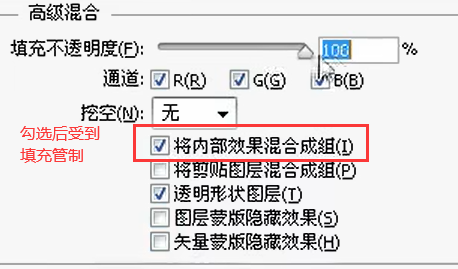 高级混合
填充不透明度(F): 100 %
通道: R(R) G(G) B(B)
挖空(N): 无
勾选后受到
填充管制
将内部效果混合成组(I)
将剪贴图层混合成组(P)
透明形状图层(T)
图层蒙版隐藏效果(S)
矢量蒙版隐藏效果(H)